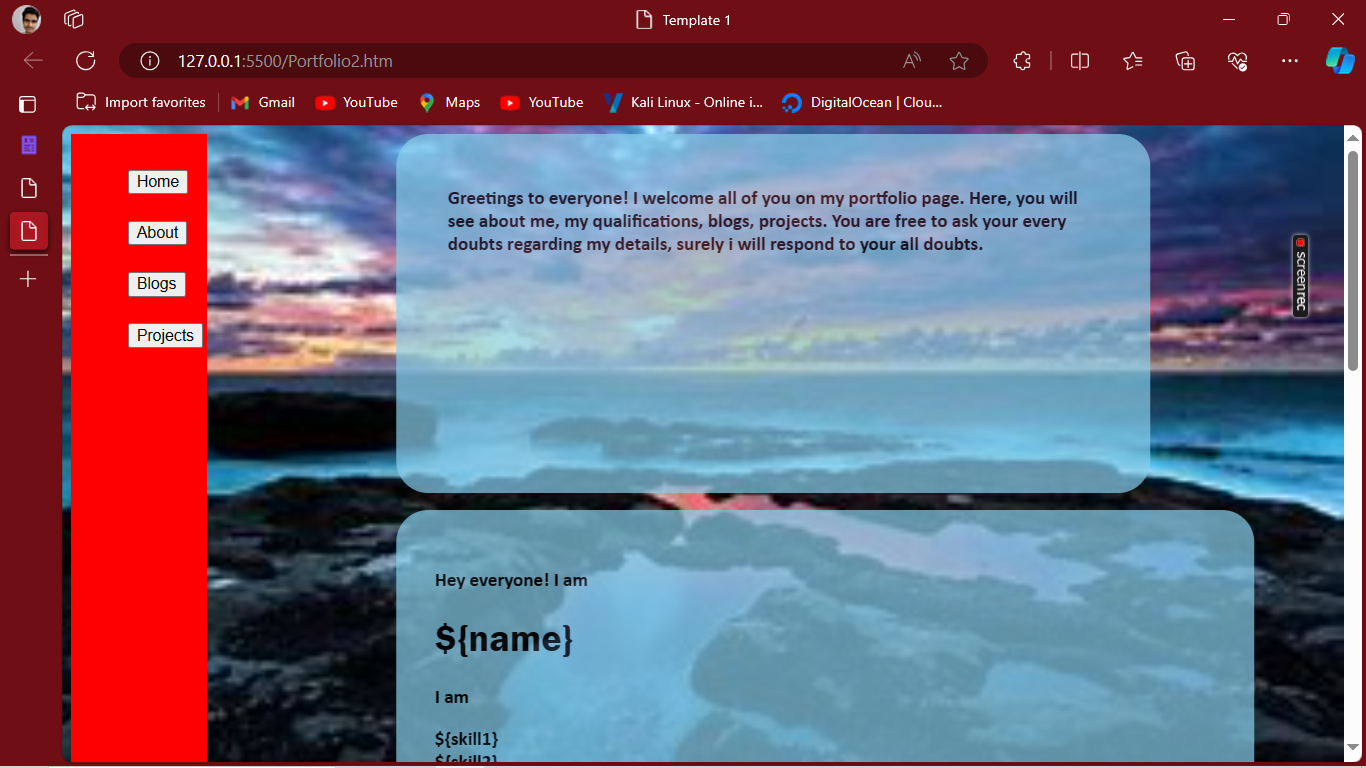 Template 1
127.0.0.1:5500/Portfolio2.htm
Import favorites
Gmail
YouTube
Maps
YouTube
Kali Linux - Online i...
DigitalOcean | Clou...
Home
About
Blogs
Projects
Greetings to everyone! I welcome all of you on my portfolio page. Here, you will
see about me, my qualifications, blogs, projects. You are free to ask your every
doubts regarding my details, surely i will respond to your all doubts.
screenrec
Hey everyone! I am
${name}
I am
${skill1}
${skill2}